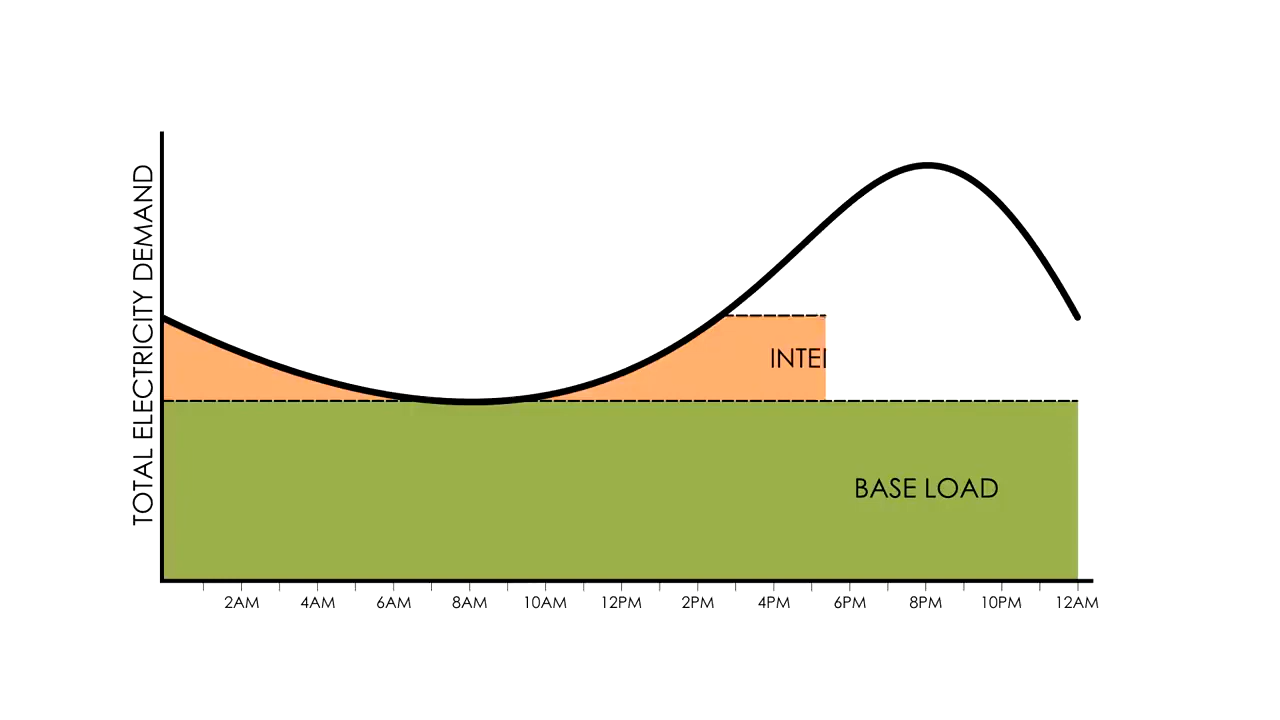 TOTAL ELECTRICITY DEMAND
INTE
BASE LOAD
2AM 4AM 6AM 8AM 10AM 12PM 2PM 4PM 6PM 8PM 10PM 12AM